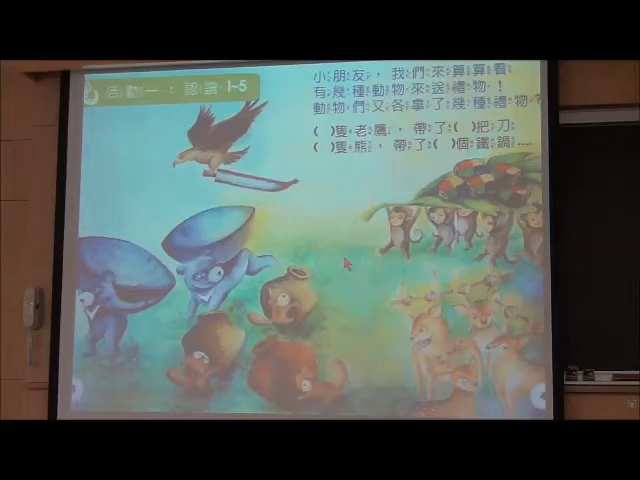 活動一：認識1~5
小朋友，我們來算算看
有幾種動物來送禮物！
動物們又各拿了幾種禮物？
( )隻老鷹，帶了( )把刀
( )隻熊，帶了( )個鐵鍋……